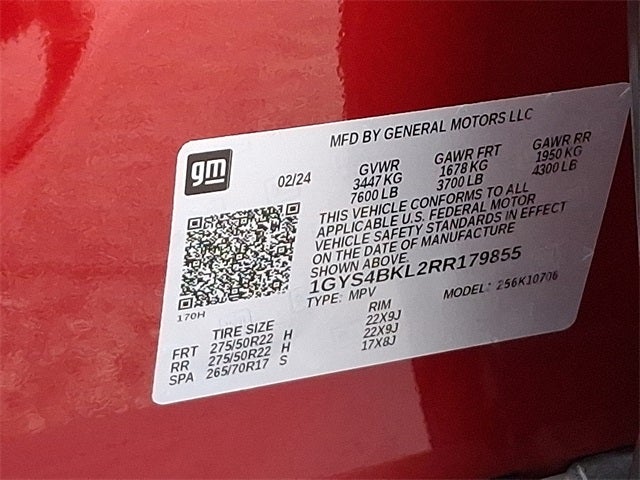 MFD BY GENERAL MOTORS LLC
gm
02/24
GVWR GAWR FRT GAWR RR
3447 KG 1678 KG 1950 KG
7600 LB 3700 LB 4300 LB
THIS VEHICLE CONFORMS TO ALL
APPLICABLE U.S. FEDERAL MOTOR
VEHICLE SAFETY STANDARDS IN EFFECT
ON THE DATE OF MANUFACTURE
SHOWN ABOVE.
1GYS4BKL2RR179855
TYPE: MPV MODEL: 256K10706
170H
TIRE SIZE RIM
FRT 275/50R22 H 22X9J
RR 275/50R22 H 22X9J
SPA 265/70R17 S 17X8J